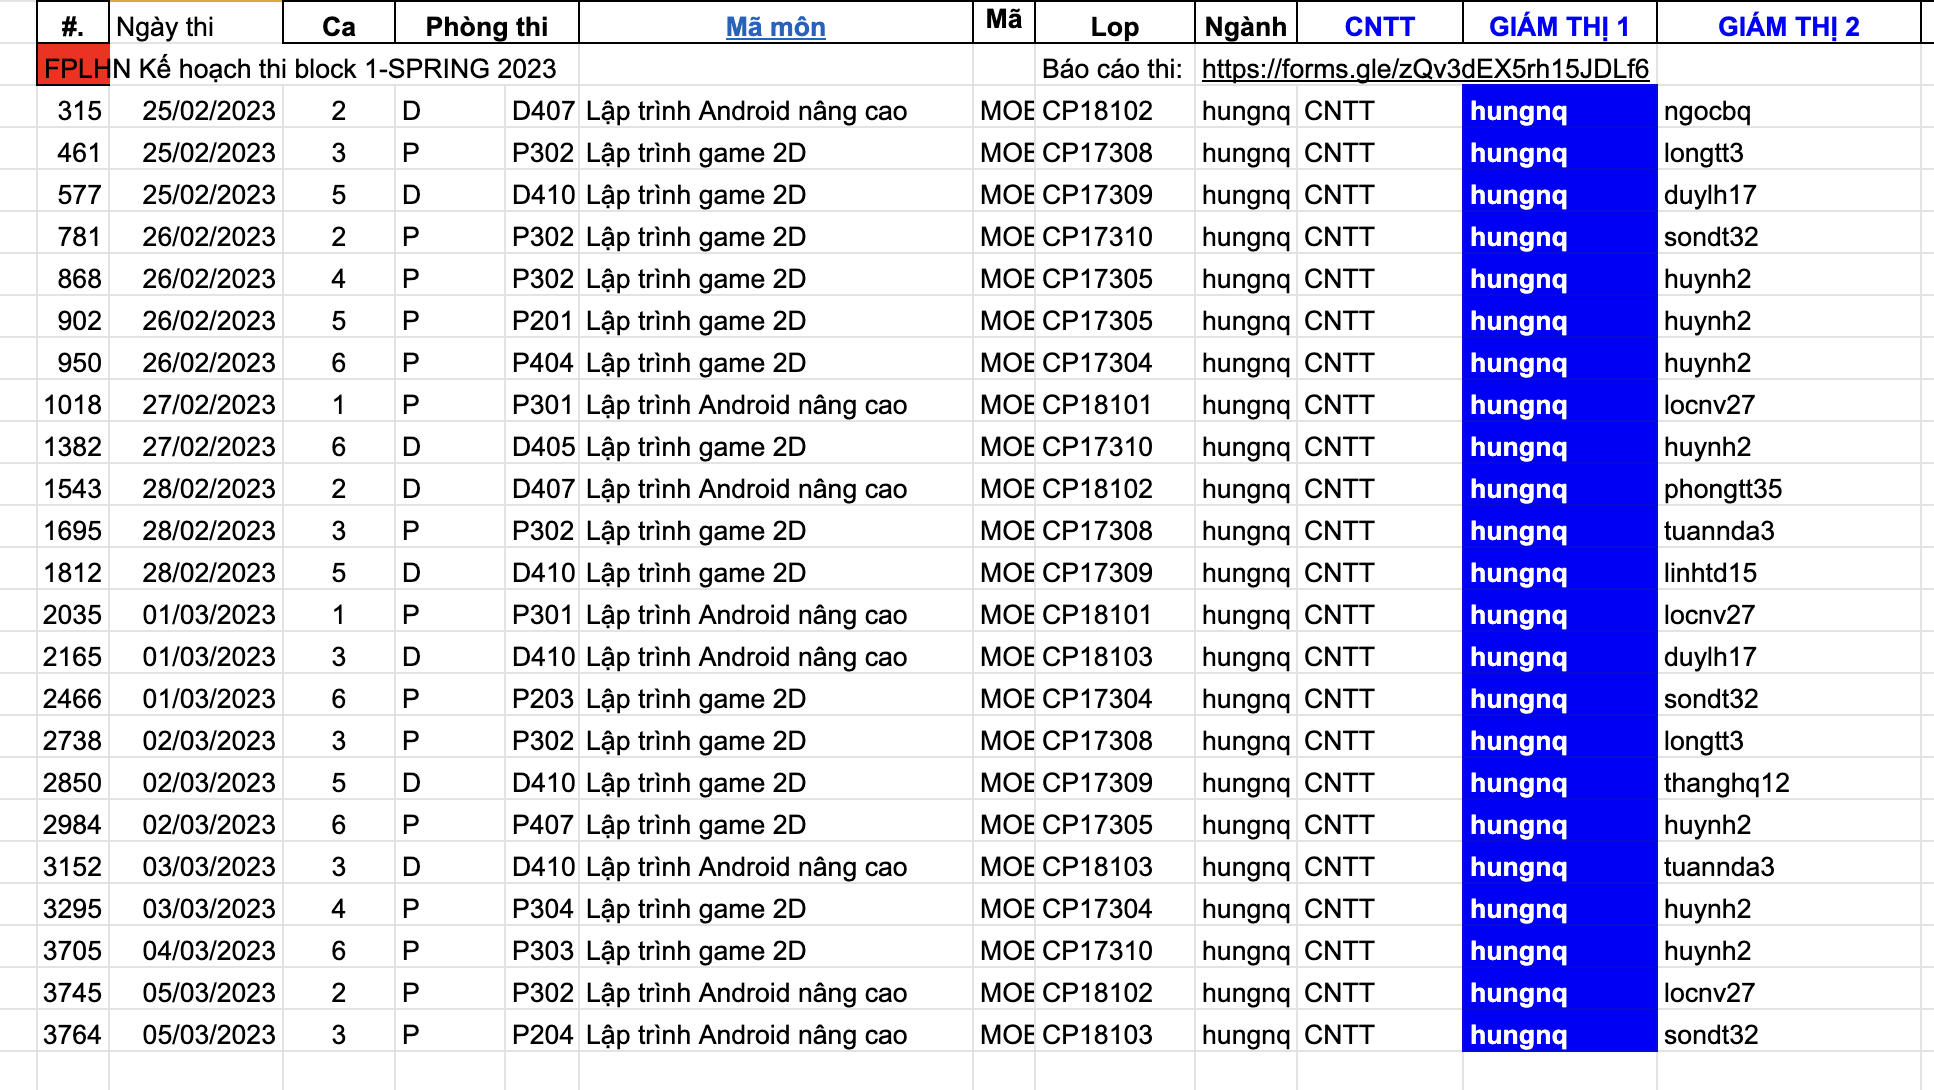 #. Ngày thi Ca Phòng thi Mã môn Mã Lop Ngành CNTT GIÁM THỊ 1 GIÁM THỊ 2
FPLHN Kế hoạch thi block 1-SPRING 2023 Báo cáo thi: https://forms.gle/zQv3dEX5rh15JDLf6
315 25/02/2023 2 D D407 Lập trình Android nâng cao MOE CP18102 hungnq CNTT hungnq ngocbq
461 25/02/2023 3 P P302 Lập trình game 2D MOE CP17308 hungnq CNTT hungnq longtt3
577 25/02/2023 5 D D410 Lập trình game 2D MOE CP17309 hungnq CNTT hungnq duylh17
781 26/02/2023 2 P P302 Lập trình game 2D MOE CP17310 hungnq CNTT hungnq sondt32
868 26/02/2023 4 P P302 Lập trình game 2D MOE CP17305 hungnq CNTT hungnq huynh2
902 26/02/2023 5 P P201 Lập trình game 2D MOE CP17305 hungnq CNTT hungnq huynh2
950 26/02/2023 6 P P404 Lập trình game 2D MOE CP17304 hungnq CNTT hungnq huynh2
1018 27/02/2023 1 P P301 Lập trình Android nâng cao MOE CP18101 hungnq CNTT hungnq locnv27
1382 27/02/2023 6 D D405 Lập trình game 2D MOE CP17310 hungnq CNTT hungnq huynh2
1543 28/02/2023 2 D D407 Lập trình Android nâng cao MOE CP18102 hungnq CNTT hungnq phongtt35
1695 28/02/2023 3 P P302 Lập trình game 2D MOE CP17308 hungnq CNTT hungnq tuannda3
1812 28/02/2023 5 D D410 Lập trình game 2D MOE CP17309 hungnq CNTT hungnq linhtd15
2035 01/03/2023 1 P P301 Lập trình Android nâng cao MOE CP18101 hungnq CNTT hungnq locnv27
2165 01/03/2023 3 D D410 Lập trình Android nâng cao MOE CP18103 hungnq CNTT hungnq duylh17
2466 01/03/2023 6 P P203 Lập trình game 2D MOE CP17304 hungnq CNTT hungnq sondt32
2738 02/03/2023 3 P P302 Lập trình game 2D MOE CP17308 hungnq CNTT hungnq longtt3
2850 02/03/2023 5 D D410 Lập trình game 2D MOE CP17309 hungnq CNTT hungnq thanghq12
2984 02/03/2023 6 P P407 Lập trình game 2D MOE CP17305 hungnq CNTT hungnq huynh2
3152 03/03/2023 3 D D410 Lập trình Android nâng cao MOE CP18103 hungnq CNTT hungnq tuannda3
3295 03/03/2023 4 P P304 Lập trình game 2D MOE CP17304 hungnq CNTT hungnq huynh2
3705 04/03/2023 6 P P303 Lập trình game 2D MOE CP17310 hungnq CNTT hungnq huynh2
3745 05/03/2023 2 P P302 Lập trình Android nâng cao MOE CP18102 hungnq CNTT hungnq locnv27
3764 05/03/2023 3 P P204 Lập trình Android nâng cao MOE CP18103 hungnq CNTT hungnq sondt32